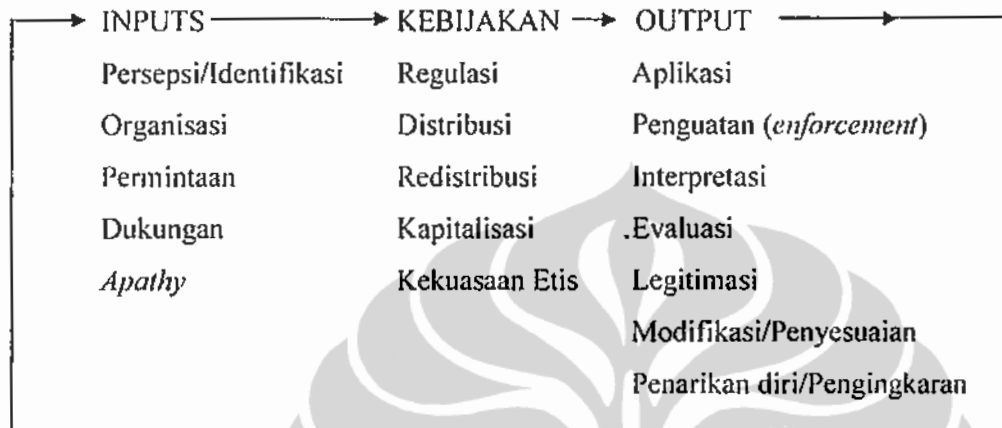 INPUTS KEBIJAKAN OUTPUT
Persepsi/Identifikasi Regulasi Aplikasi
Organisasi Distribusi Penguatan (enforcement)
Permintaan Redistribusi Interpretasi
Dukungan Kapitalisasi .Evaluasi
Apathy Kekuasaan Etis Legitimasi
Modifikasi/Penyesuaian
Penarikan diri/Pengingkaran